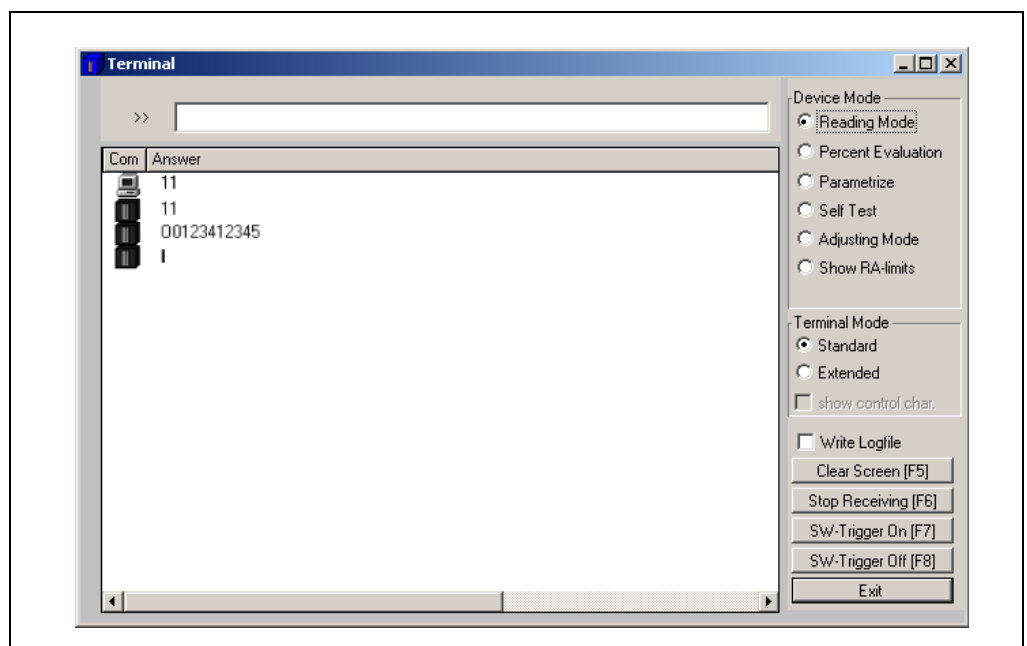 Terminal
>>
Com Answer
11
11
00123412345
I
Device Mode
Reading Mode
Percent Evaluation
Parametrize
Self Test
Adjusting Mode
Show RA-limits
Terminal Mode
Standard
Extended
show control char.
Write Logfile
Clear Screen [F5]
Stop Receiving [F6]
SW-Trigger On [F7]
SW-Trigger Off [F8]
Exit